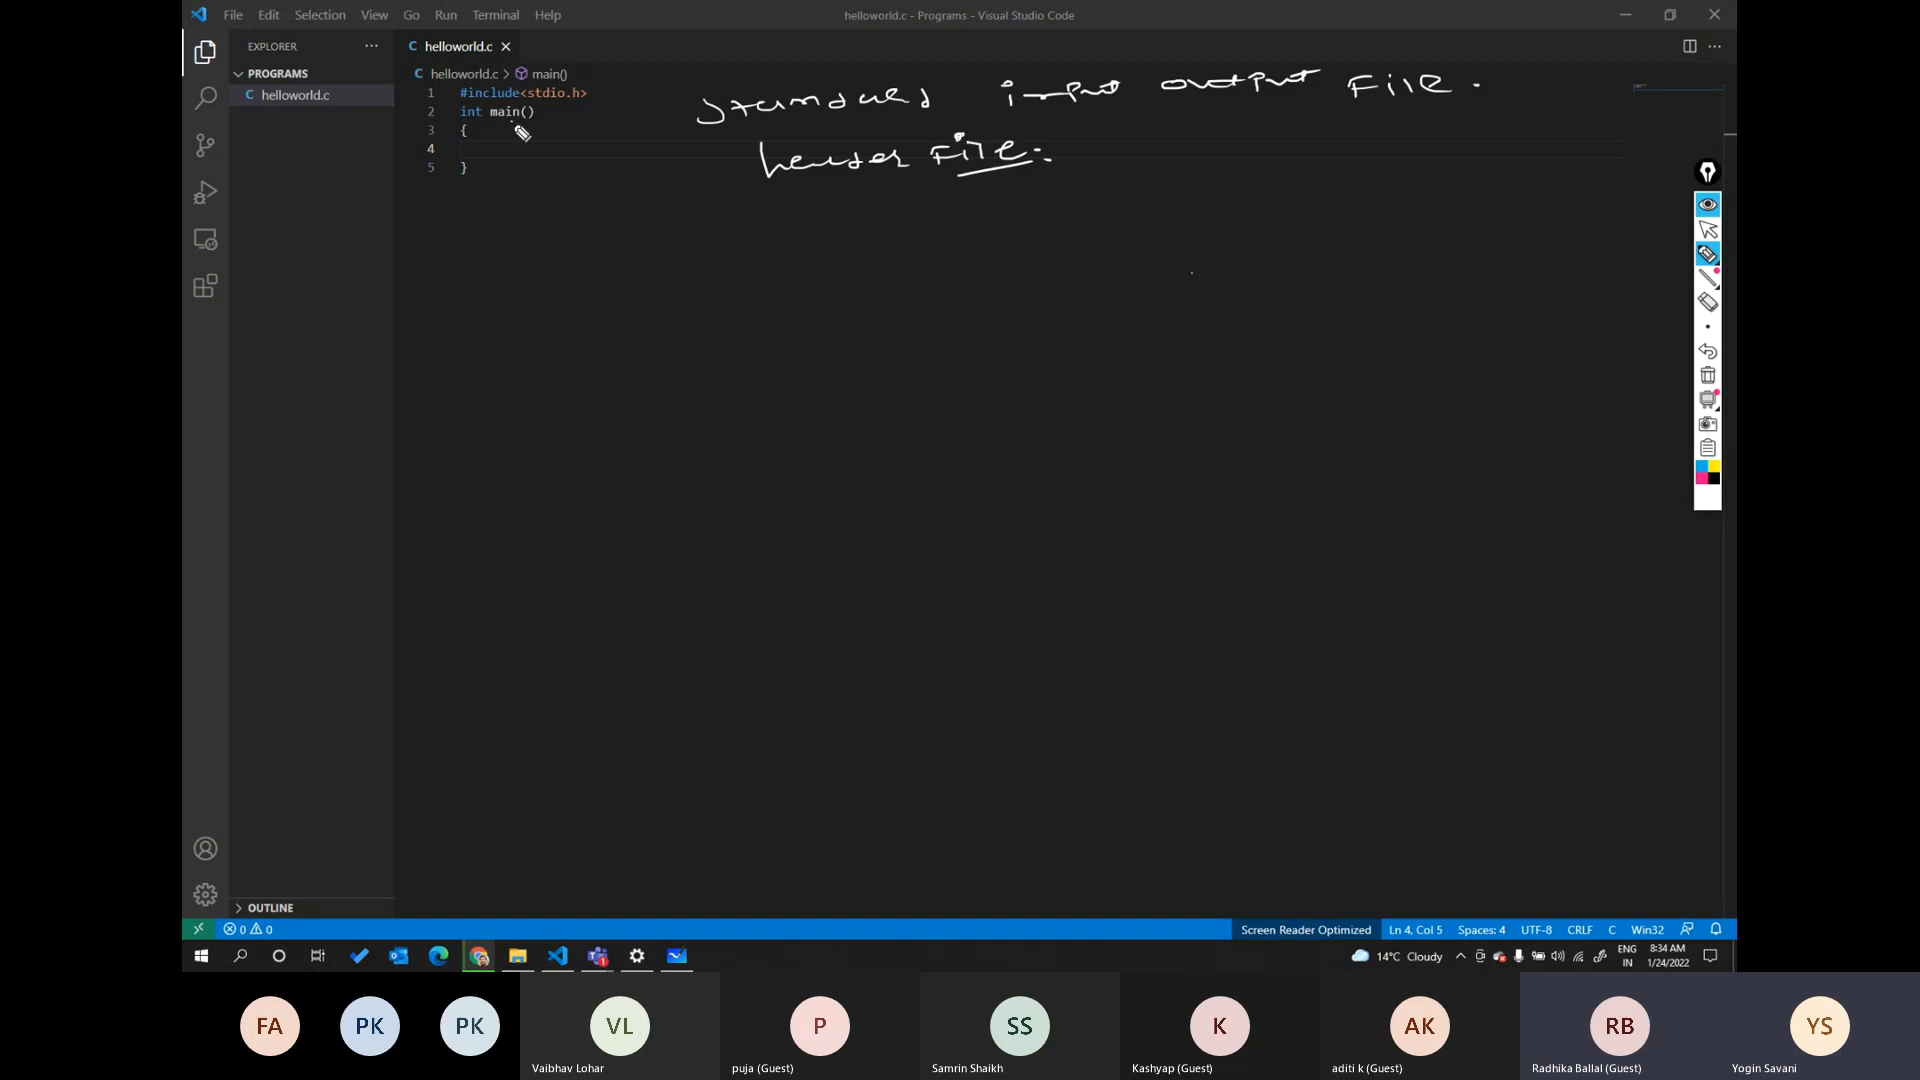 File Edit Selection View Go Run Terminal Help
helloworld.c - Programs - Visual Studio Code
EXPLORER
PROGRAMS
C helloworld.c
OUTLINE
C helloworld.c
C helloworld.c > main()
1 #include<stdio.h>
2 int main()
3 {
4
5 }
input output File.
header File.
0 0
Screen Reader Optimized Ln 4, Col 5 Spaces: 4 UTF-8 CRLF C Win32
14°C Cloudy
ENG
IN
8:34 AM
1/24/2022
FA PK PK VL P SS K AK RB YS
Vaibhav Lohar puja (Guest) Samrin Shaikh Kashyap (Guest) aditi k (Guest) Radhika Ballal (Guest) Yogin Savani